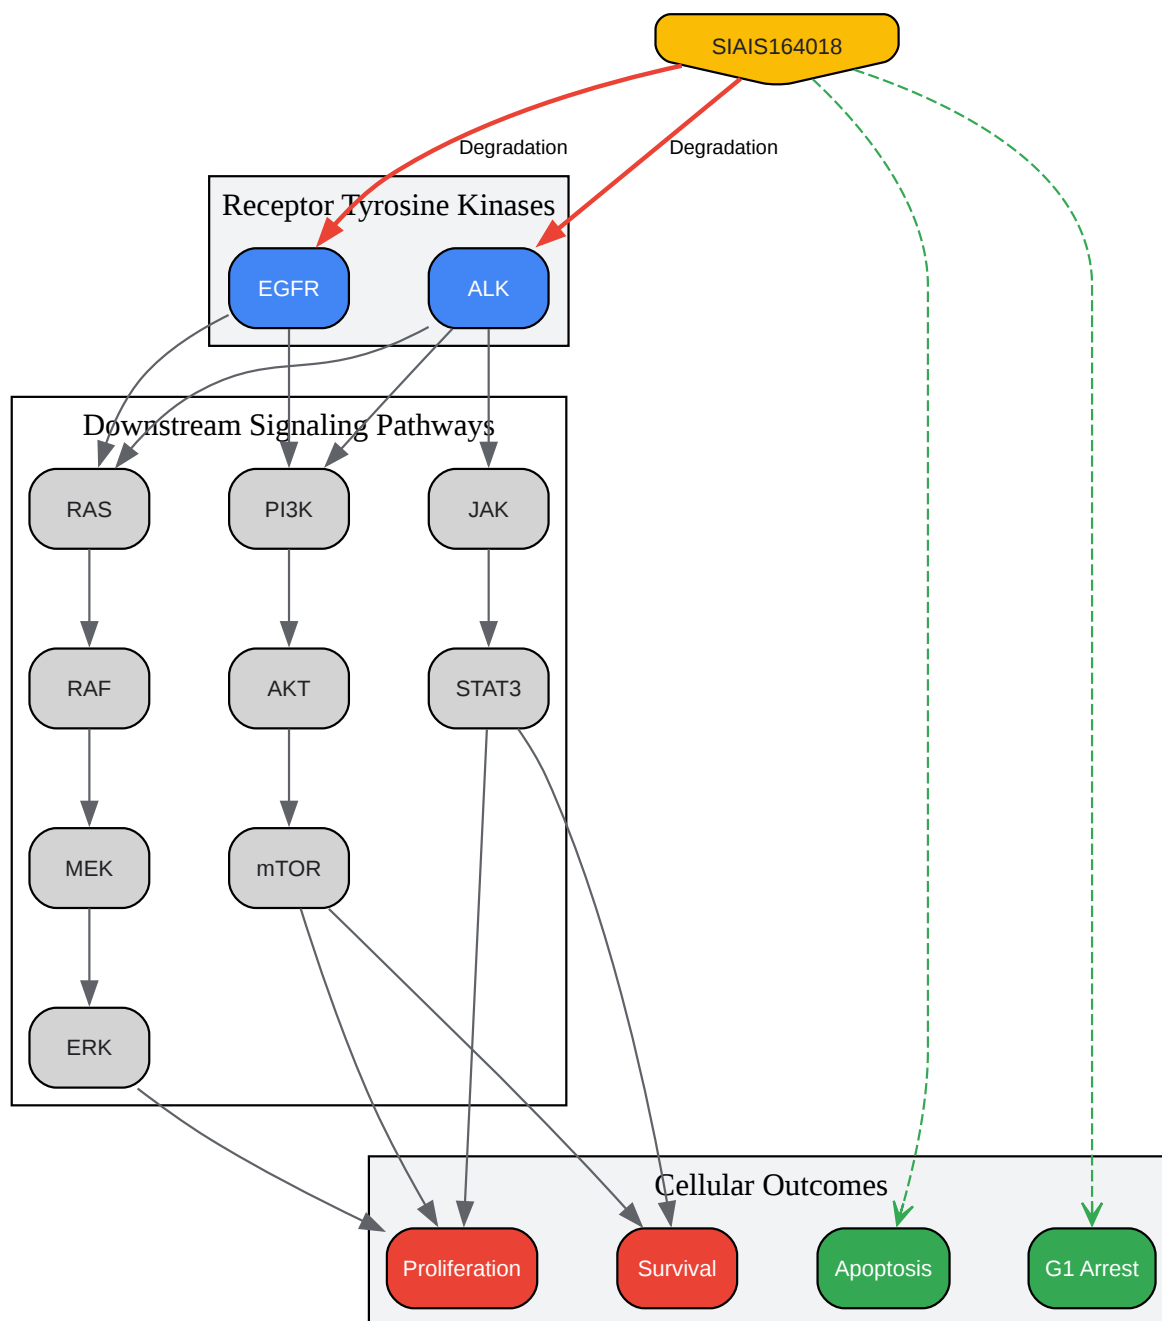 SIAIS164018
Degradation
Degradation
Receptor Tyrosine Kinases
EGFR
ALK
Downstream Signaling Pathways
RAS
PI3K
JAK
RAF
AKT
STAT3
MEK
mTOR
ERK
Cellular Outcomes
Proliferation
Survival
Apoptosis
G1 Arrest